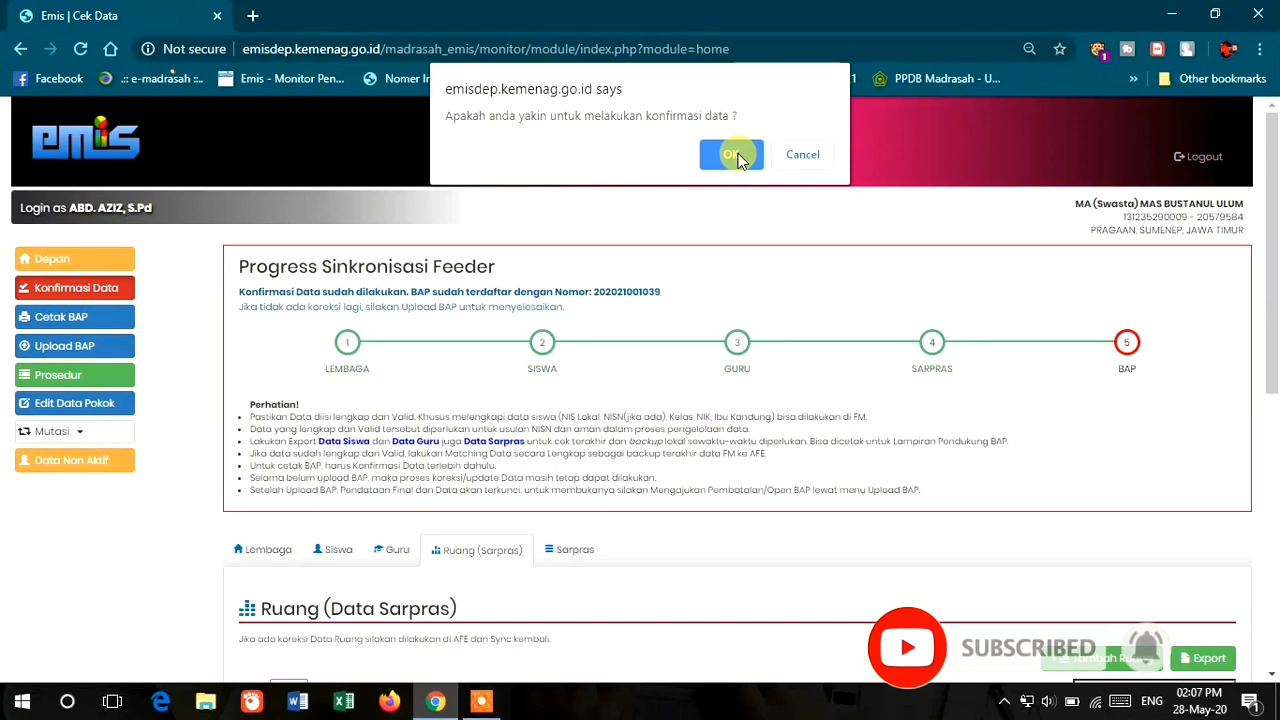 Emis | Cek Data
Not secure
emisdep.kemenag.go.id/madrasah_emis/monitor/module/index.php?module=home
Facebook
.:: e-madrasah ::.
Emis - Monitor Pen...
Nomer In
1
PPDB Madrasah - U...
»
Other bookmarks
emisdep.kemenag.go.id says
Apakah anda yakin untuk melakukan konfirmasi data ?
OK
Cancel
emis
Logout
Login as ABD. AZIZ, S.Pd
MA (Swasta) MAS BUSTANUL ULUM
131235290009 - 20579584
PRAGAAN, SUMENEP, JAWA TIMUR
Depan
Konfirmasi Data
Cetak BAP
Upload BAP
Prosedur
Edit Data Pokok
Mutasi
Data Non Aktif
Progress Sinkronisasi Feeder
Konfirmasi Data sudah dilakukan. BAP sudah terdaftar dengan Nomor: 202021001039
Jika tidak ada koreksi lagi, silakan Upload BAP untuk menyelesaikan.
1 2 3 4 5
LEMBAGA SISWA GURU SARPRAS BAP
Perhatian!
• Pastikan Data diisi lengkap dan Valid. Khusus melengkapi data siswa (NIS Lokal, NISN(jika ada), Kelas, NIK, Ibu Kandung) bisa dilakukan di FM.
• Data yang lengkap dan Valid tersebut diperlukan untuk usulan NISN dan aman dalam proses pengelolaan data.
• Lakukan Export Data Siswa dan Data Guru juga Data Sarpras untuk cek terakhir dan backup lokal sewaktu-waktu diperlukan. Bisa dicetak untuk Lampiran Pendukung BAP.
• Jika data sudah lengkap dan Valid, lakukan Matching Data secara Lengkap sebagai backup terakhir data FM ke AFE.
• Untuk cetak BAP, harus Konfirmasi Data terlebih dahulu.
• Selama belum upload BAP, maka proses koreksi/update Data masih tetap dapat dilakukan.
• Setelah Upload BAP, Pendataan Final dan Data akan terkunci, untuk membukanya silakan Mengajukan Pembatalan/Open BAP lewat menu Upload BAP.
Lembaga
Siswa
Guru
Ruang (Sarpras)
Sarpras
Ruang (Data Sarpras)
Jika ada koreksi Data Ruang silakan dilakukan di AFE dan Sync kembali.
SUBSCRIBED
Tambah Ru
Export
ENG
02:07 PM
28-May-20
1